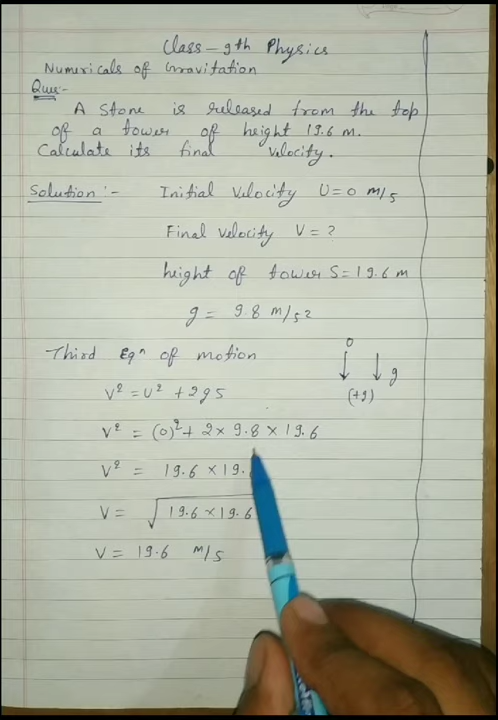 Class - 9th Physics
Numericals of Gravitation
Que:-
A Stone is released from the top
of a tower of height 19.6 m.
Calculate its final velocity.
Solution :- Initial Velocity U = 0 m/s
Final velocity V = ?
height of tower S = 19.6 m
g = 9.8 m/s2
Third Eqn of motion
0
g
(+g)
V² = U² + 2gs
V² = (0)² + 2 × 9.8 × 19.6
V² = 19.6 × 19.
V = √19.6 × 19.6
V = 19.6 m/s